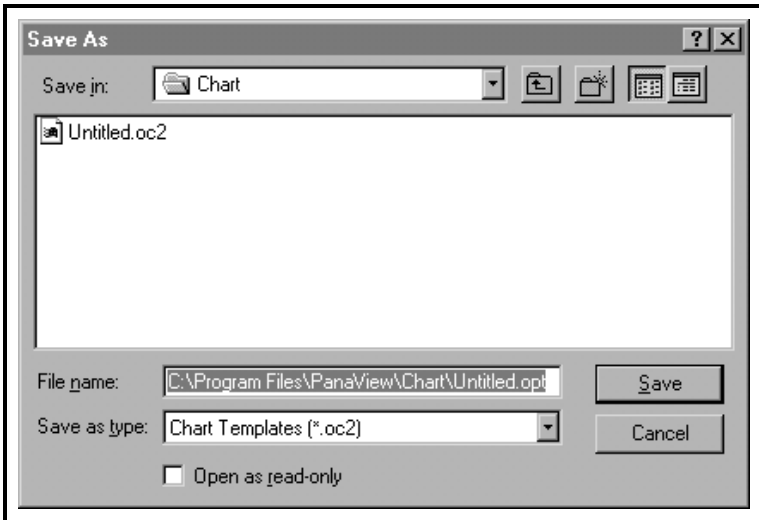 Save As
Save in: Chart
Untitled.oc2
File name: C:\Program Files\PanaView\Chart\Untitled.opt Save
Save as type: Chart Templates (*.oc2) Cancel
Open as read-only